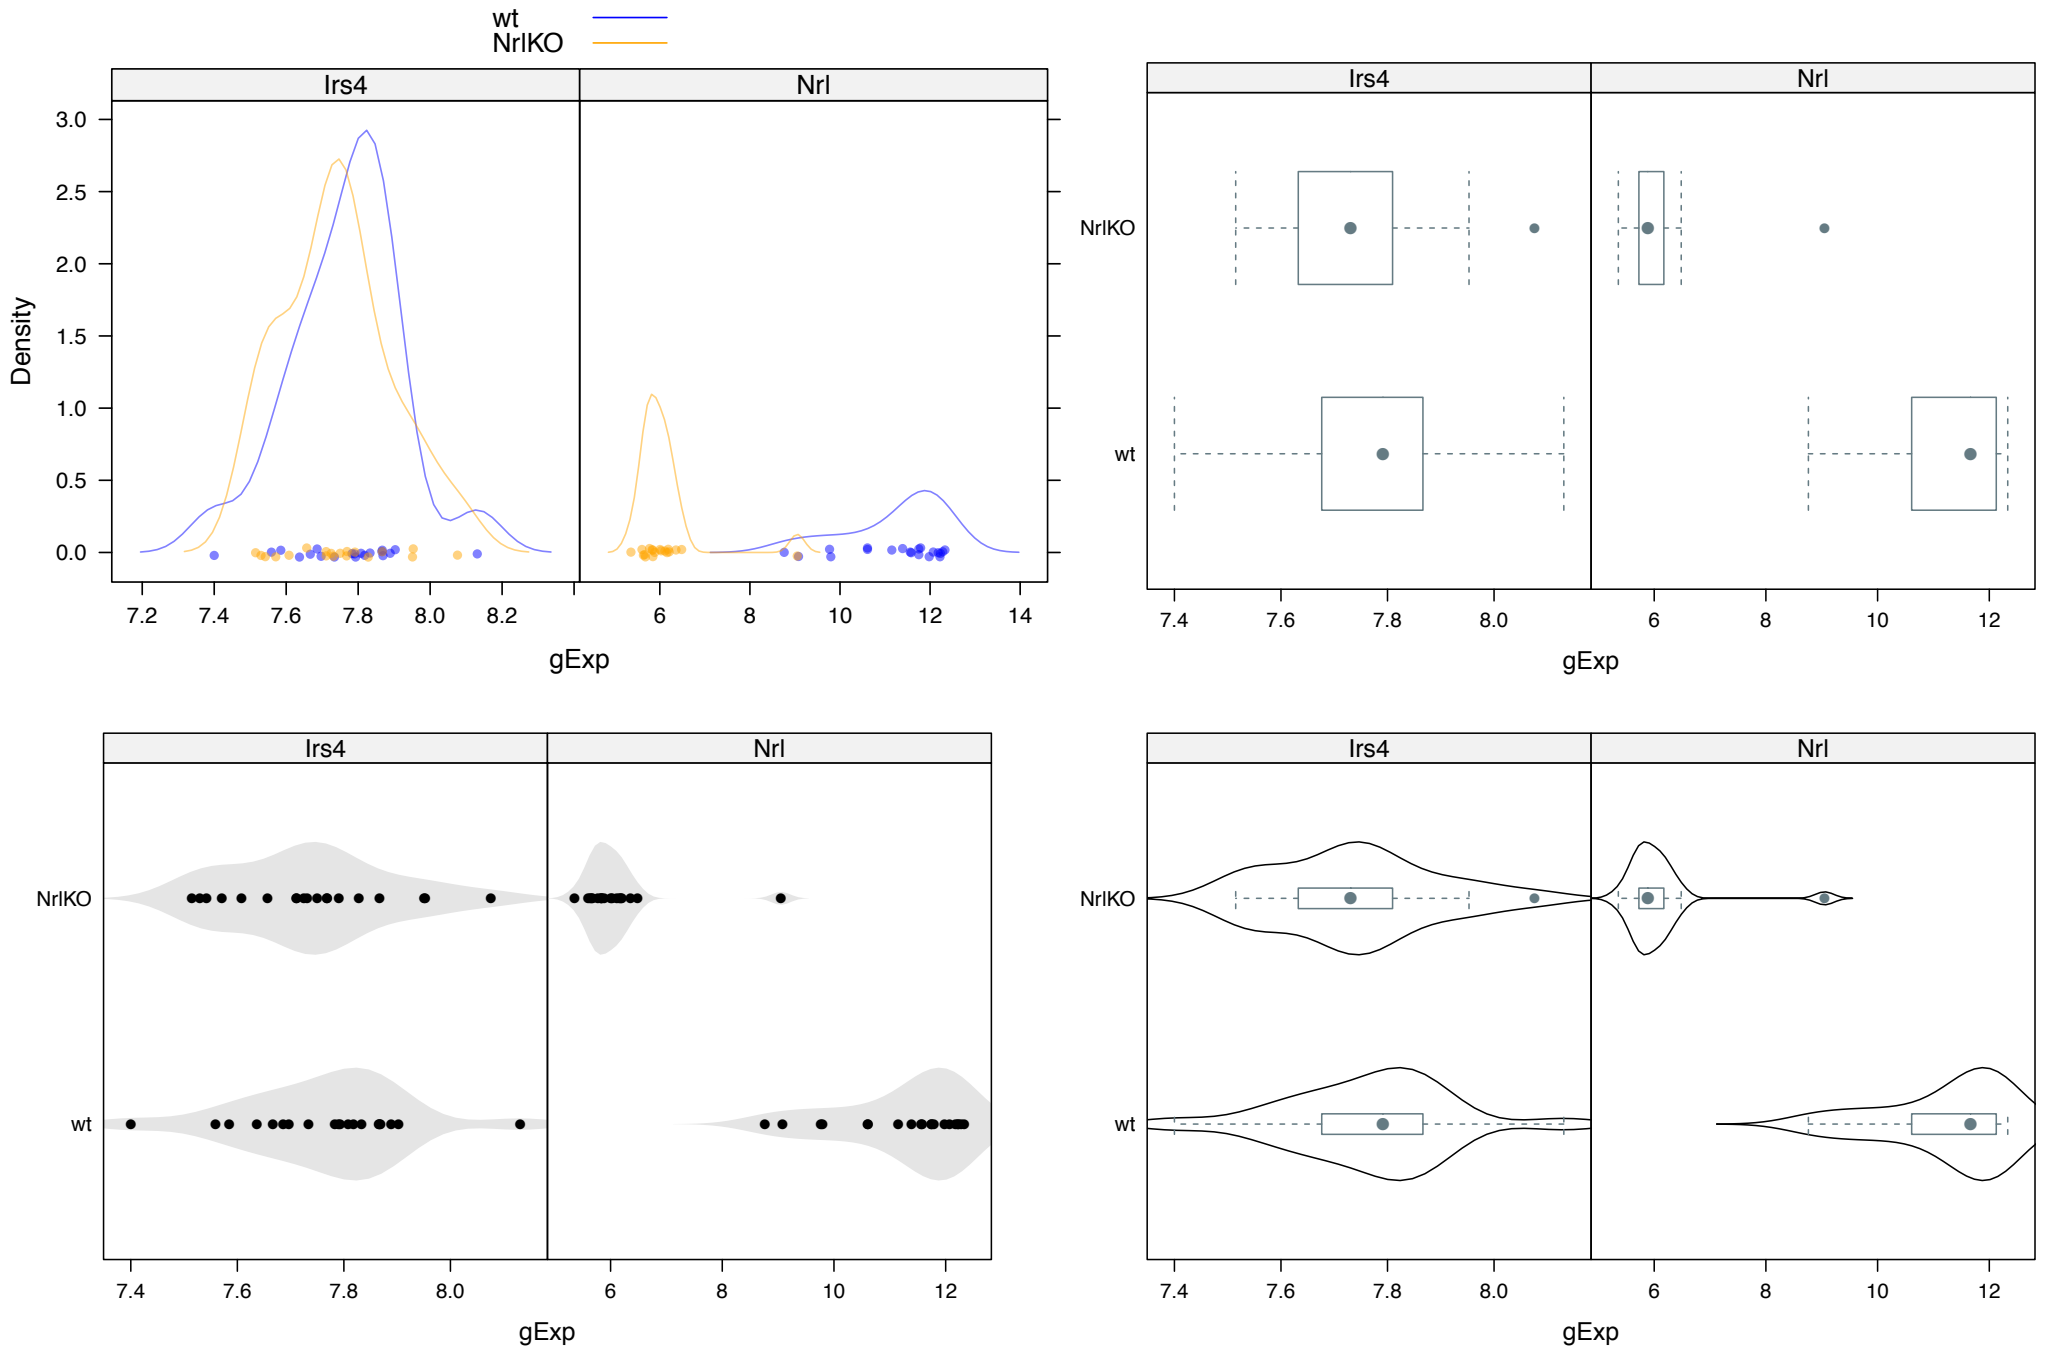 wt
NrlKO
Irs4 Nrl
3.0
2.5
2.0
1.5
1.0
0.5
0.0
Density
7.2 7.4 7.6 7.8 8.0 8.2 6 8 10 12 14
gExp
Irs4 Nrl
NrlKO
wt
7.4 7.6 7.8 8.0 6 8 10 12
gExp
Irs4 Nrl
NrlKO
wt
7.4 7.6 7.8 8.0 6 8 10 12
gExp
Irs4 Nrl
NrlKO
wt
7.4 7.6 7.8 8.0 6 8 10 12
gExp